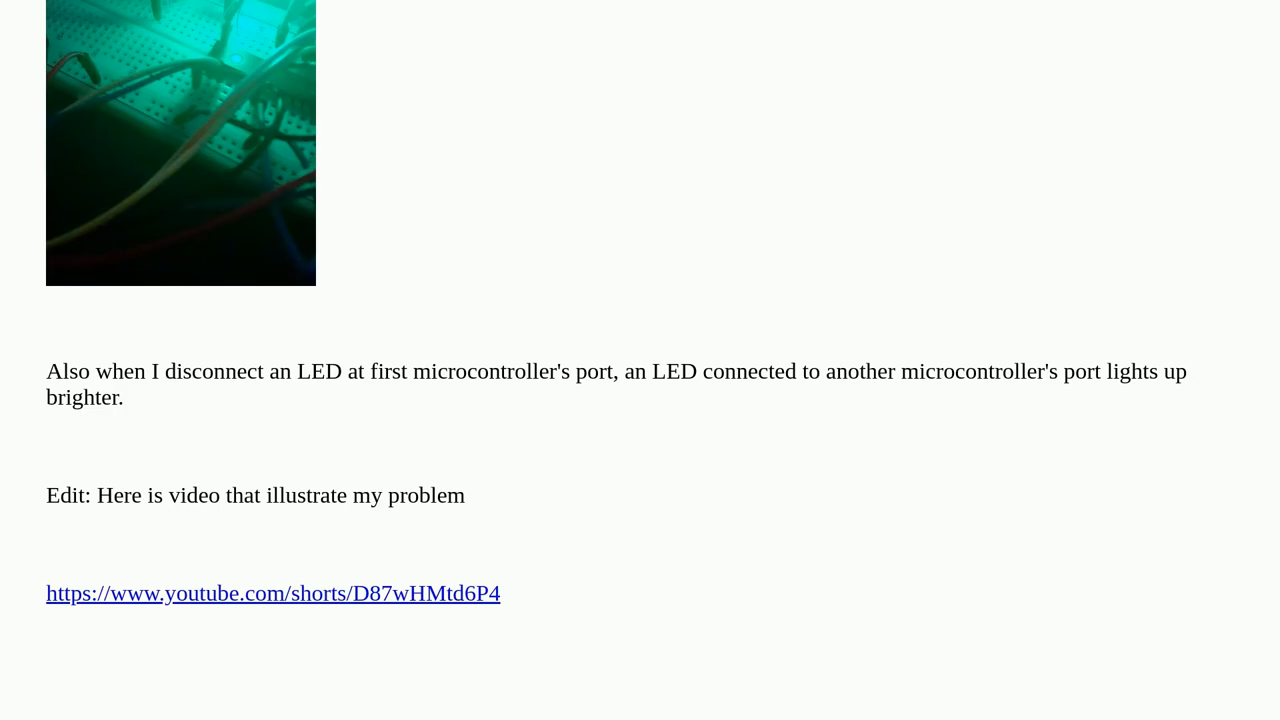 Also when I disconnect an LED at first microcontroller's port, an LED connected to another microcontroller's port lights up
brighter.
Edit: Here is video that illustrate my problem
https://www.youtube.com/shorts/D87wHMtd6P4